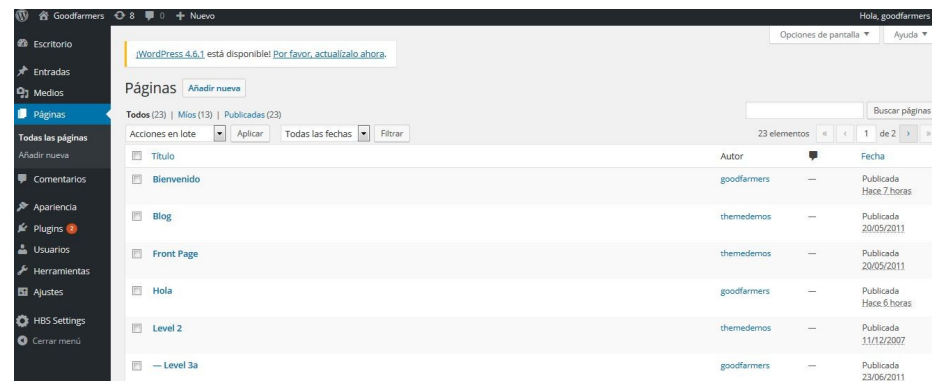 Goodfarmers 8 0 + Nuevo Hola, goodfarmers
Opciones de pantalla Ayuda
Escritorio
Entradas
Medios
Páginas
Todas las páginas
Añadir nueva
Comentarios
Apariencia
Plugins 2
Usuarios
Herramientas
Ajustes
HBS Settings
Cerrar menú
¡WordPress 4.6.1 está disponible! Por favor, actualízalo ahora.
Páginas Añadir nueva
Todos (23) | Míos (13) | Publicadas (23)
Buscar páginas
Acciones en lote Aplicar Todas las fechas Filtrar 23 elementos « ‹ 1 de 2 › »
Título Autor Fecha
Bienvenido goodfarmers — Publicada
Hace 7 horas
Blog themedemos — Publicada
20/05/2011
Front Page themedemos — Publicada
20/05/2011
Hola goodfarmers — Publicada
Hace 6 horas
Level 2 themedemos — Publicada
11/12/2007
— Level 3a goodfarmers — Publicada
23/06/2011